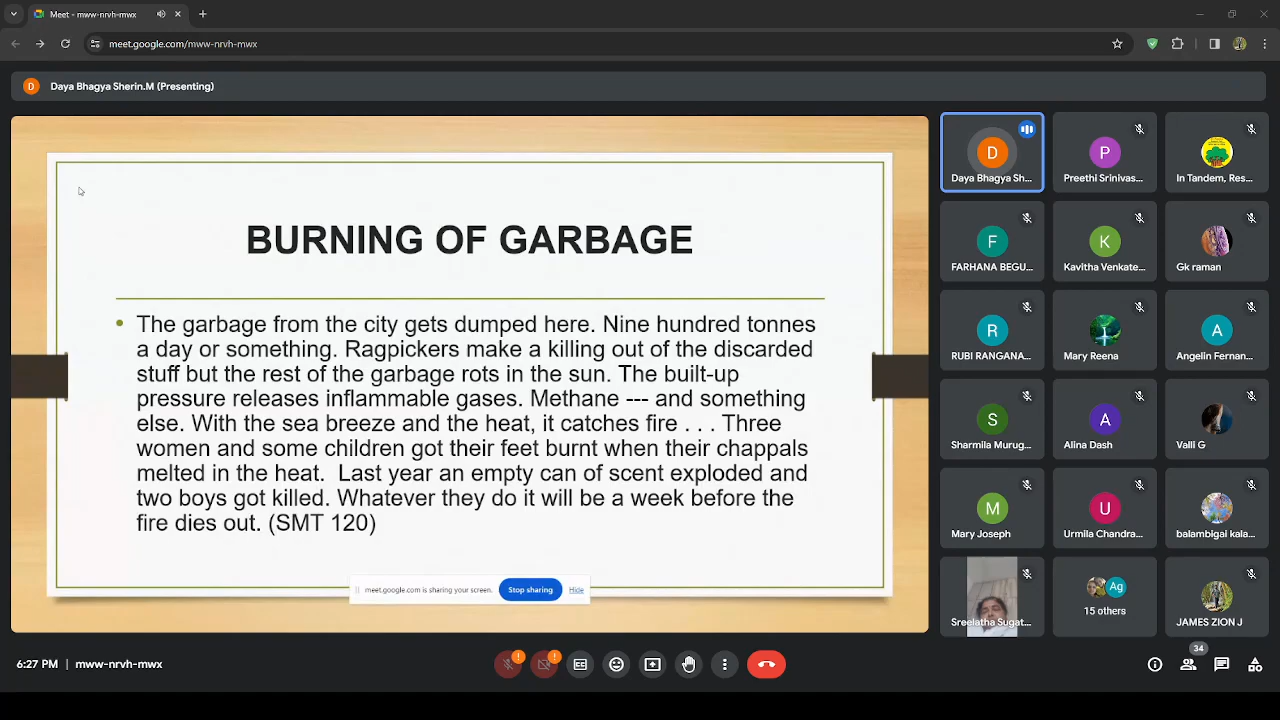 Meet - mww-nrvh-mwx
meet.google.com/mww-nrvh-mwx
D
Daya Bhagya Sherin.M (Presenting)
BURNING OF GARBAGE
• The garbage from the city gets dumped here. Nine hundred tonnes
a day or something. Ragpickers make a killing out of the discarded
stuff but the rest of the garbage rots in the sun. The built-up
pressure releases inflammable gases. Methane --- and something
else. With the sea breeze and the heat, it catches fire . . . Three
women and some children got their feet burnt when their chappals
melted in the heat. Last year an empty can of scent exploded and
two boys got killed. Whatever they do it will be a week before the
fire dies out. (SMT 120)
meet.google.com is sharing your screen.
Stop sharing
Hide
D
Daya Bhagya Sh...
P
Preethi Srinivas...
In Tandem, Res...
F
FARHANA BEGU...
K
Kavitha Venkate...
Gk raman
R
RUBI RANGANA...
Mary Reena
A
Angelin Fernan...
S
Sharmila Murug...
A
Alina Dash
Valli G
M
Mary Joseph
U
Urmila Chandra...
balambigai kala...
Sreelatha Sugat...
Ag
15 others
JAMES ZION J
6:27 PM | mww-nrvh-mwx
34